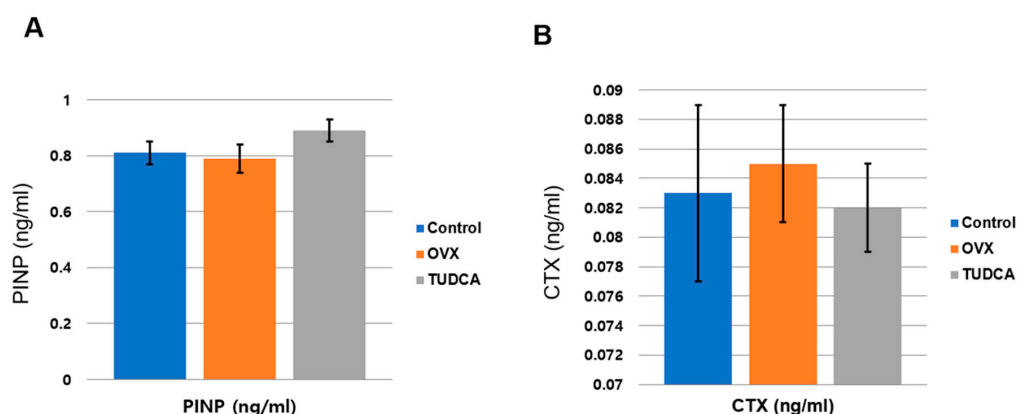 A
PINP (ng/ml)
1
0.8
0.6
0.4
0.2
0
PINP (ng/ml)
Control
OVX
TUDCA
B
CTX (ng/ml)
0.09
0.088
0.086
0.084
0.082
0.08
0.078
0.076
0.074
0.072
0.07
CTX (ng/ml)
Control
OVX
TUDCA